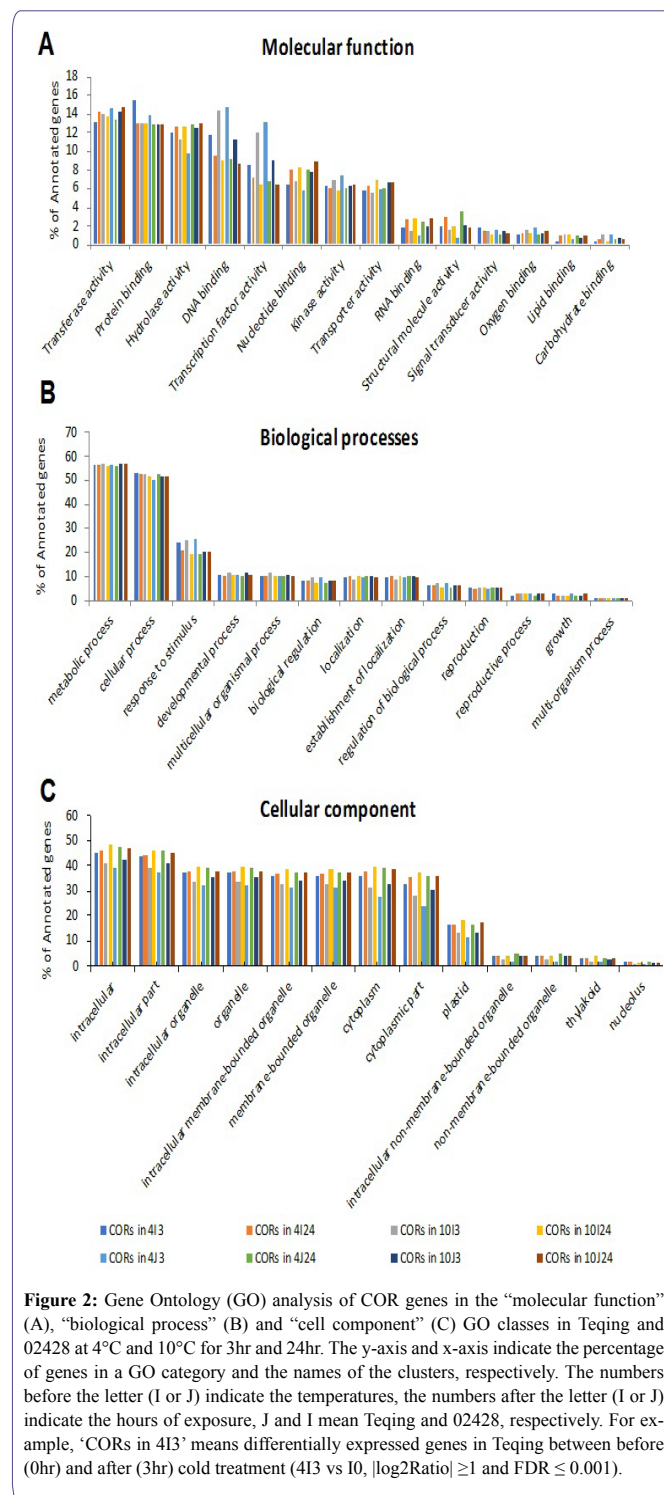 A
Molecular function
% of Annotated genes
18
16
14
12
10
8
6
4
2
0
Transferase activity
Protein binding
Hydrolase activity
DNA binding
Transcription factor activity
Nucleotide binding
Kinase activity
Transporter activity
RNA binding
Structural molecule activity
Signal transducer activity
Oxygen binding
Lipid binding
Carbohydrate binding
B
Biological processes
% of Annotated genes
70
60
50
40
30
20
10
0
metabolic process
cellular process
response to stimulus
developmental process
multicellular organismal process
biological regulation
localization
establishment of localization
regulation of biological process
reproduction
reproductive process
growth
multi-organism process
C
Cellular component
% of Annotated genes
60
50
40
30
20
10
0
intracellular
intracellular part
intracellular organelle
organelle
intracellular membrane-bounded organelle
membrane-bounded organelle
cytoplasm
cytoplasmic part
plastid
intracellular non-membrane-bounded organelle
non-membrane-bounded organelle
thylakoid
nucleolus
CORs in 4I3
CORs in 4I24
CORs in 10I3
CORs in 10I24
CORs in 4J3
CORs in 4J24
CORs in 10J3
CORs in 10J24
Figure 2: Gene Ontology (GO) analysis of COR genes in the “molecular function”
(A), “biological process” (B) and “cell component” (C) GO classes in Teqing and
02428 at 4°C and 10°C for 3hr and 24hr. The y-axis and x-axis indicate the percentage
of genes in a GO category and the names of the clusters, respectively. The numbers
before the letter (I or J) indicate the temperatures, the numbers after the letter (I or J)
indicate the hours of exposure, J and I mean Teqing and 02428, respectively. For ex-
ample, ‘CORs in 4I3’ means differentially expressed genes in Teqing between before
(0hr) and after (3hr) cold treatment (4I3 vs I0, |log2Ratio| ≥1 and FDR ≤ 0.001).